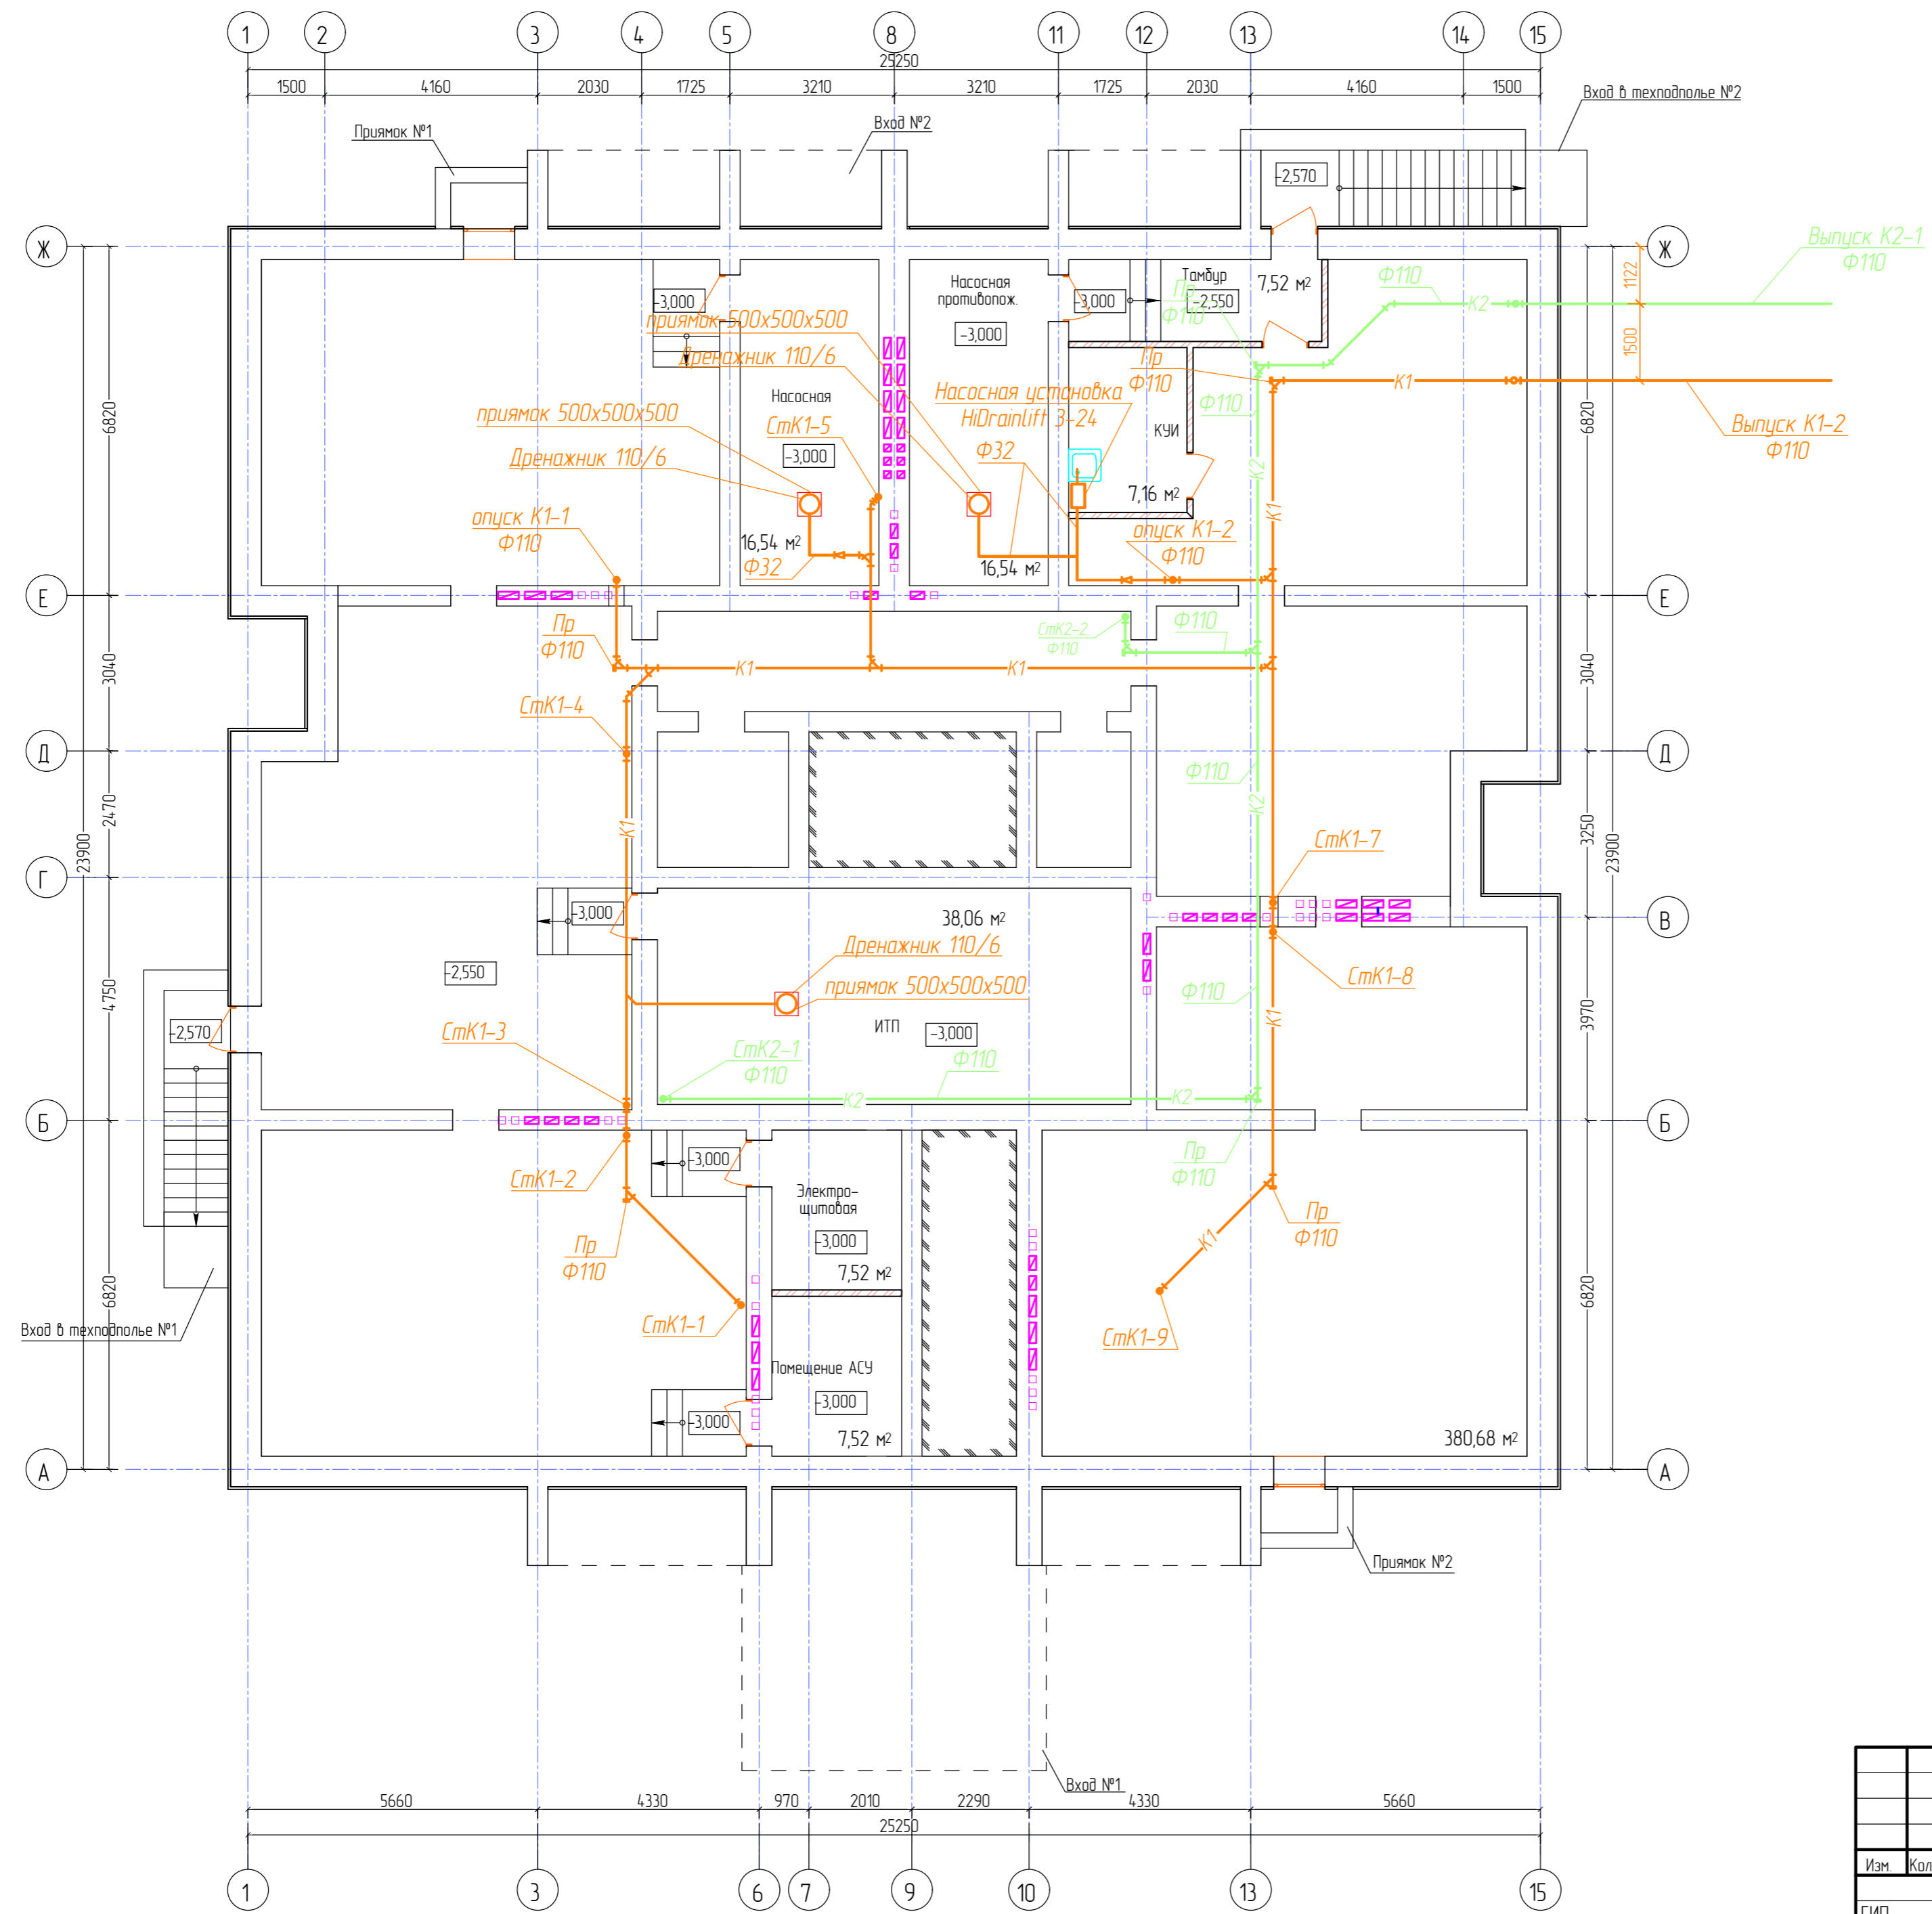 1 2 3 4 5 8 11 12 13 14 15
25250
1500 4160 2030 1725 3210 3210 1725 2030 4160 1500
Вход в техподполье №2
Приямок №1
Вход №2
-2,570
Ж
Ж
Выпуск К2-1
Ф110
1122
1500
Насосная
противопож.
-3,000
-3,000
-3,000
Тамбур
7,52 м²
-2,550
Пр
Ф110
Ф110
К2
приямок 500х500х500
Дренажник 110/6
Пр
Ф110
К1
Насосная установка
HiDrainlift 3-24
Ф32
Насосная
приямок 500х500х500
СтК1-5
Дренажник 110/6
-3,000
КУИ
Ф110
Выпуск К1-2
Ф110
6820
6820
7,16 м²
К2
К1
опуск К1-1
Ф110
опуск К1-2
Ф110
16,54 м²
Ф32
16,54 м²
Е
Е
Пр
Ф110
СтК2-2
Ф110
Ф110
К1
К1
3040
3040
СтК1-4
Д
Д
Ф110
К2
2470
К1
3250
СтК1-7
23900
23900
Г
-3,000
38,06 м²
В
Дренажник 110/6
приямок 500х500х500
-2,550
СтК1-8
Ф110
4750
3970
-2,570
СтК1-3
ИТП
-3,000
К1
СтК2-1
Ф110
Ф110
К2
К2
Б
Б
СтК1-2
-3,000
Пр
Ф110
Электро-
щитовая
-3,000
7,52 м²
Пр
Ф110
Пр
Ф110
К1
6820
6820
СтК1-1
СтК1-9
Вход в техподполье №1
Помещение АСУ
-3,000
-3,000
7,52 м²
380,68 м²
А
А
Приямок №2
Вход №1
5660 4330 970 2010 2290 4330 5660
25250
1 3 6 7 9 10 13 15
Изм.